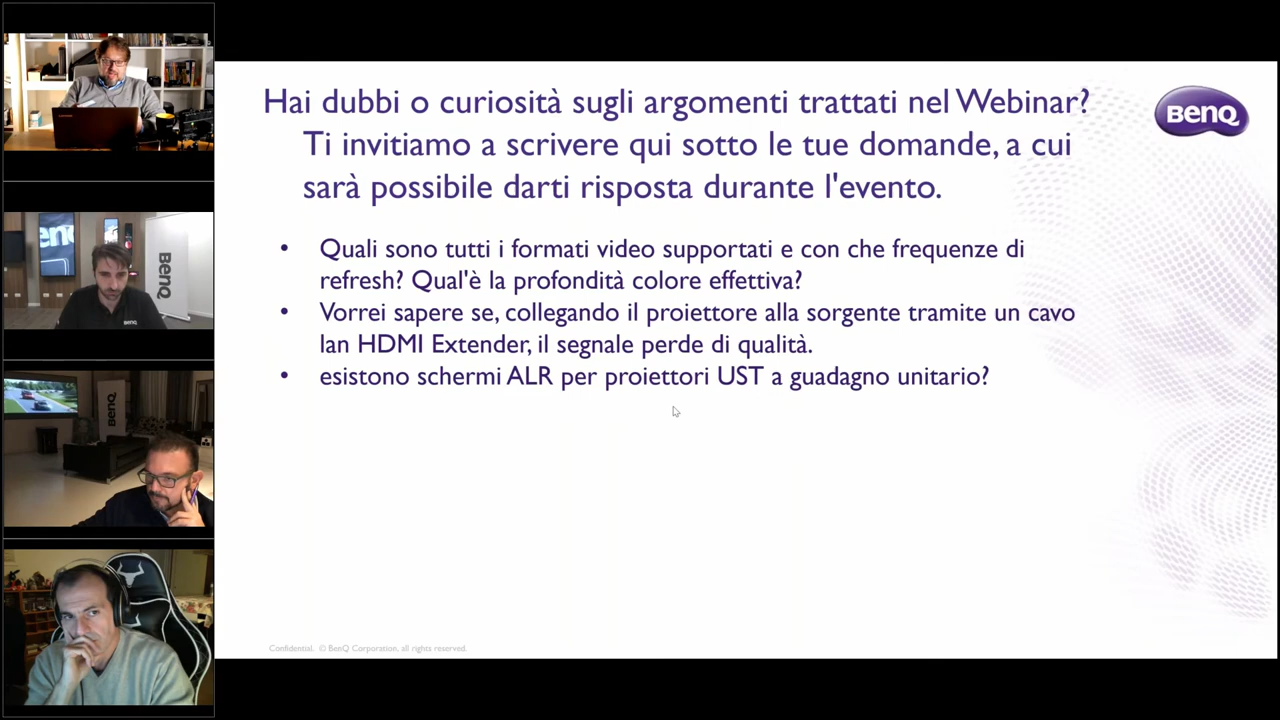 Hai dubbi o curiosità sugli argomenti trattati nel Webinar?
Ti invitiamo a scrivere qui sotto le tue domande, a cui
sarà possibile darti risposta durante l'evento.
BenQ
• Quali sono tutti i formati video supportati e con che frequenze di
refresh? Qual'è la profondità colore effettiva?
• Vorrei sapere se, collegando il proiettore alla sorgente tramite un cavo
lan HDMI Extender, il segnale perde di qualità.
• esistono schermi ALR per proiettori UST a guadagno unitario?
Confidential. © BenQ Corporation, all rights reserved.
BenQ
BenQ
BenQ